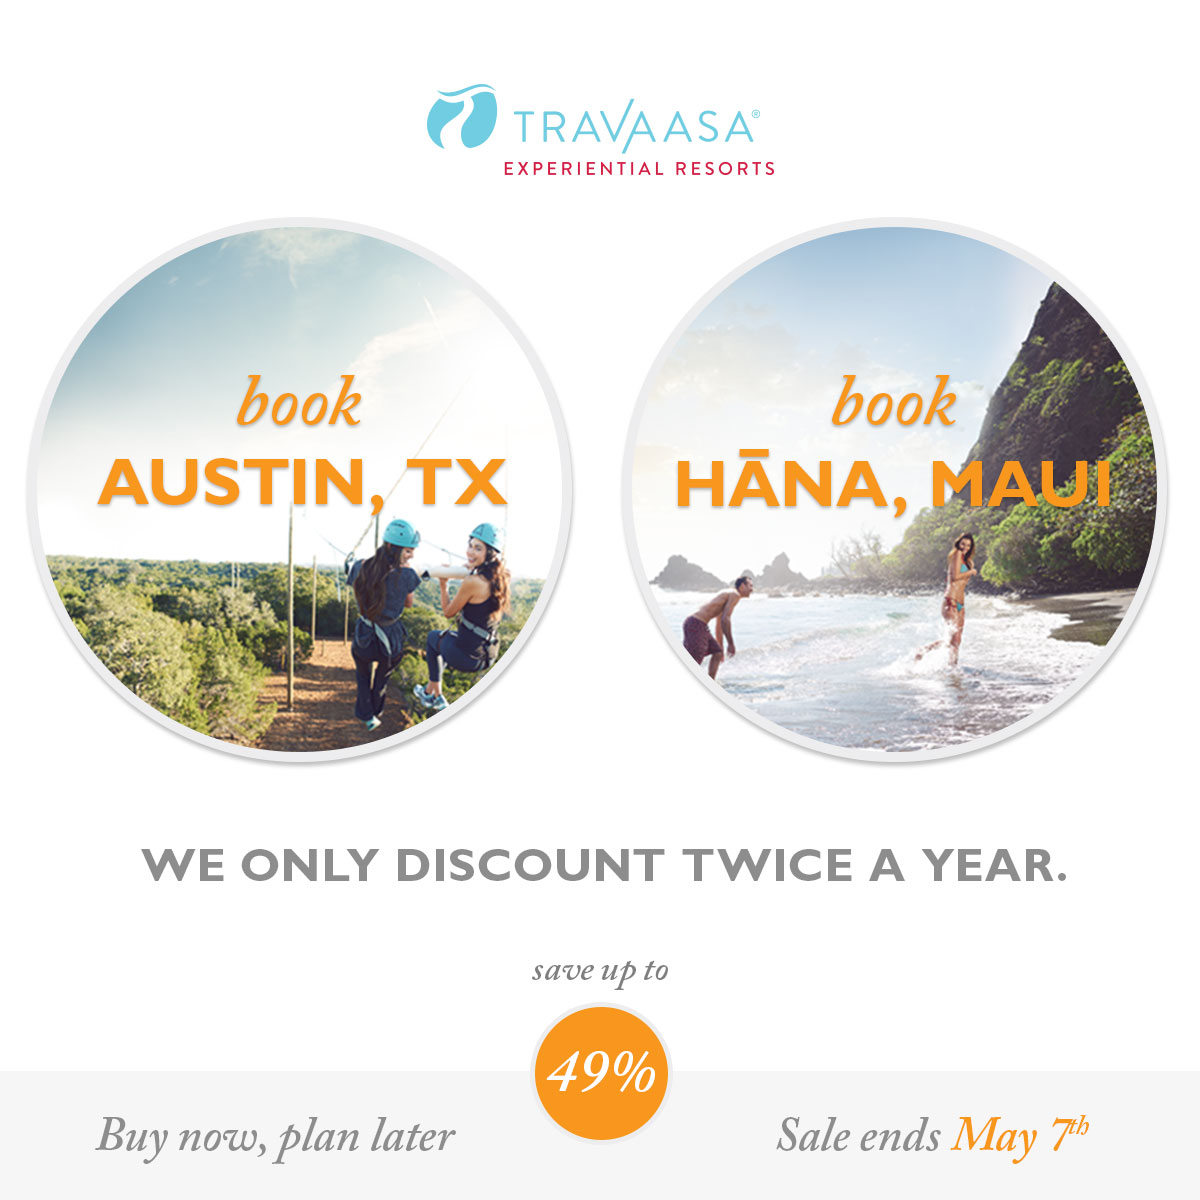 TRAVAASA®
EXPERIENTIAL RESORTS
book
AUSTIN, TX
book
HĀNA, MAUI
WE ONLY DISCOUNT TWICE A YEAR.
save up to
49%
Buy now, plan later
Sale ends May 7th